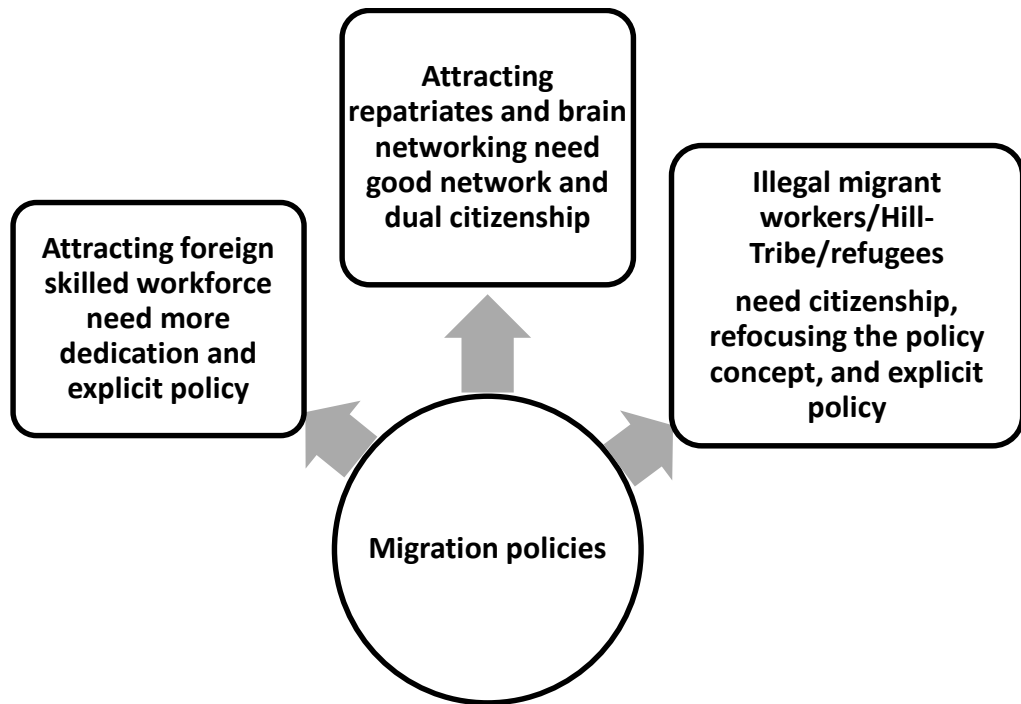 Attracting
repatriates and brain
networking need
good network and
dual citizenship
Attracting foreign
skilled workforce
need more
dedication and
explicit policy
Illegal migrant
workers/Hill-
Tribe/refugees
need citizenship,
refocusing the policy
concept, and explicit
policy
Migration policies